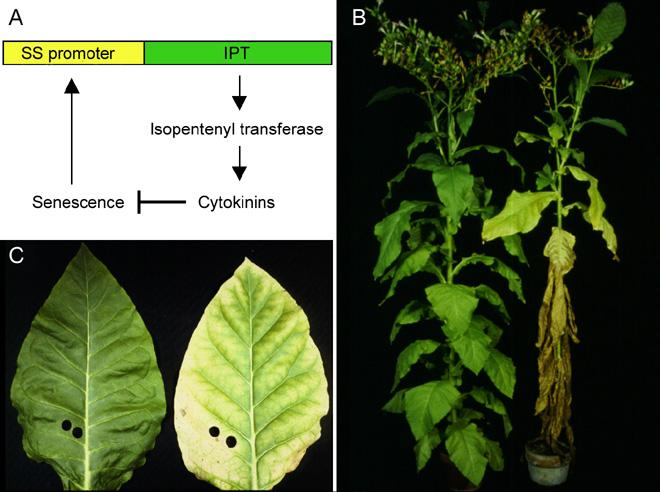 A
SS promoter IPT
Isopentenyl transferase
Senescence Cytokinins
B
C